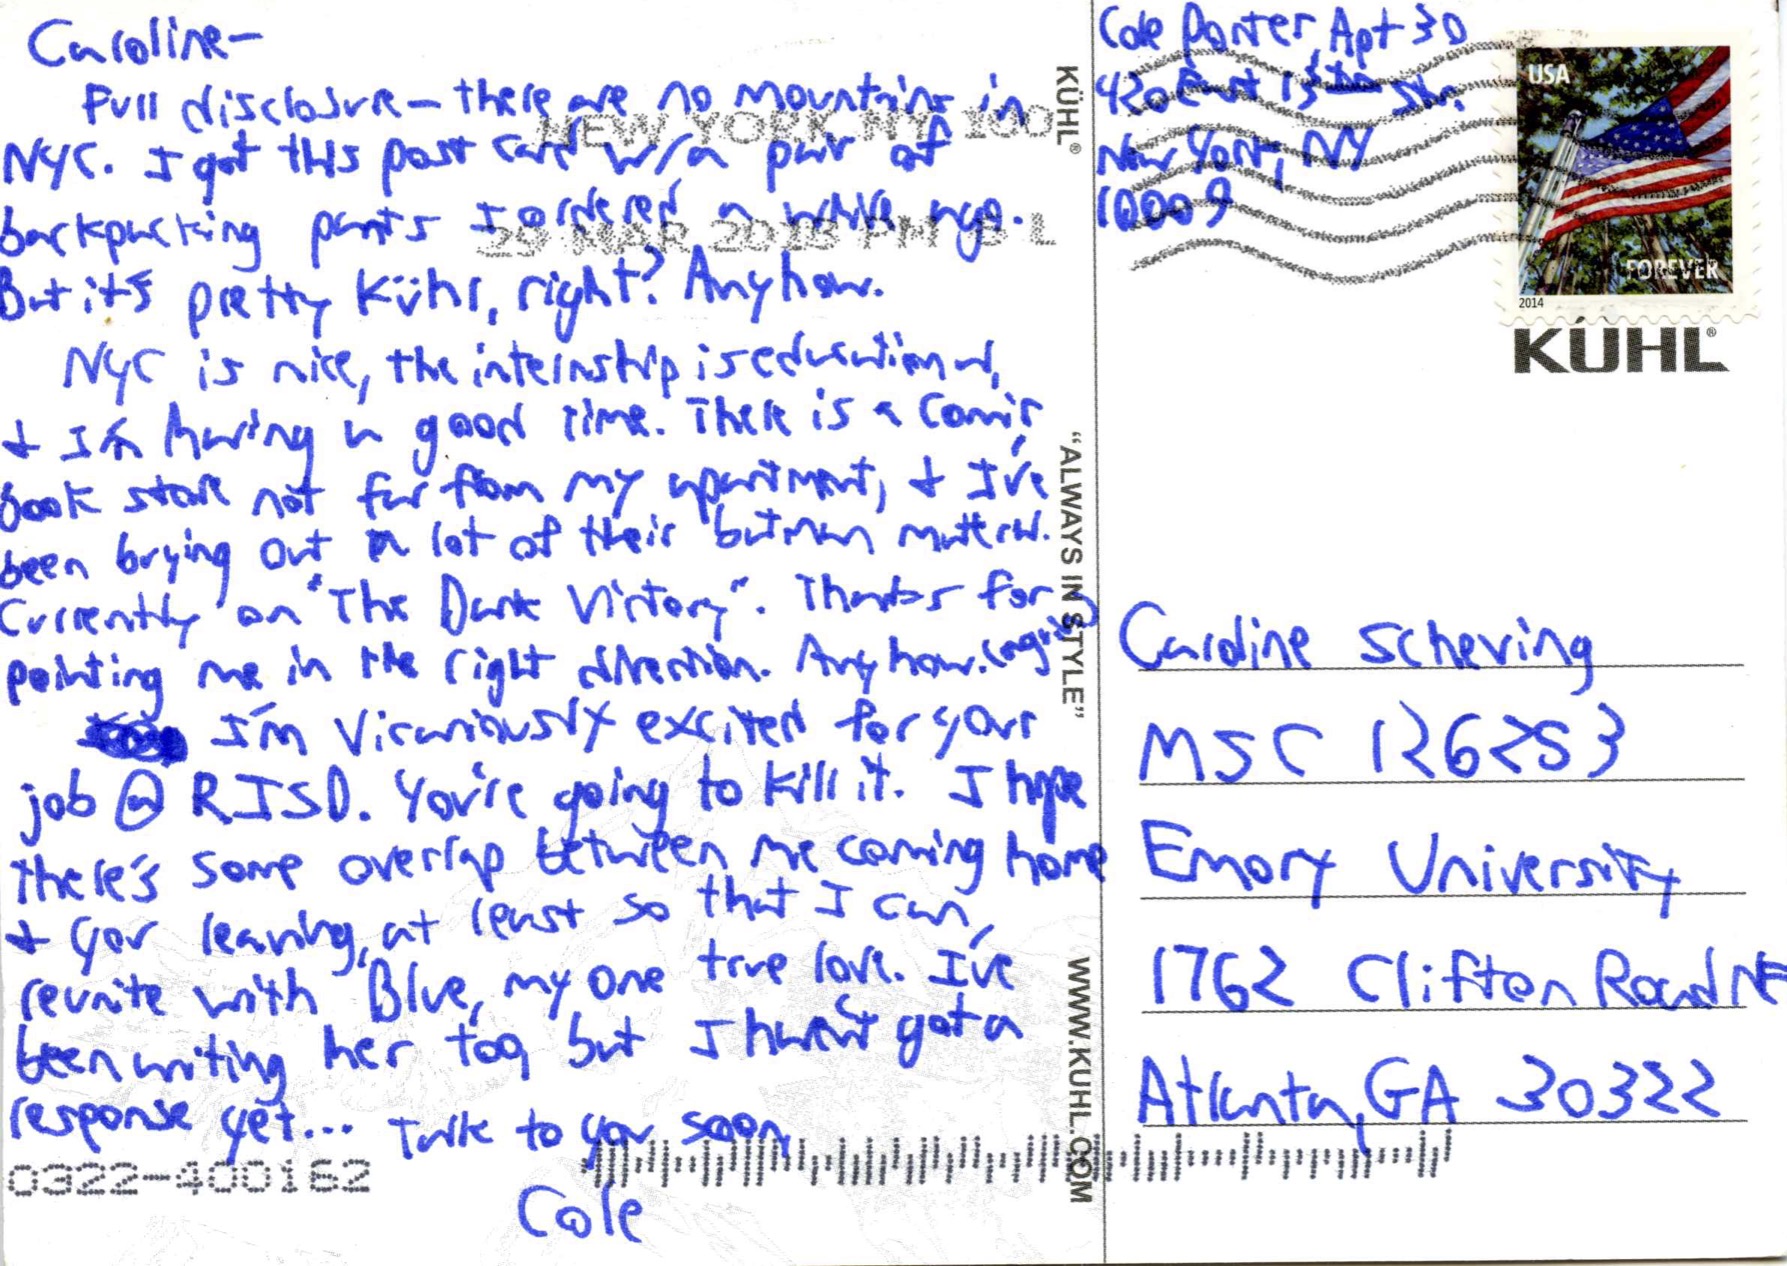 Caroline-
Full disclosure - there are no mountains in
NYC. I got this post card w/a pair of
backpacking pants I ordered a while ago.
But it's pretty Kühl, right? Anyhow.
NYC is nice, the internship is educational,
& I'm having a good time. There is a comic
book store not far from my apartment, & I've
been buying out a lot of their batman material.
Currently on "The Dark Victory". Thanks for
pointing me in the right direction. Anyhow. (again)
I'm vicariously excited for your
job @ RISD. You're going to kill it. I hope
there's some overlap between me coming home
& you leaving, at least so that I can
reunite with Blue, my one true love. I've
been writing her too, but I haven't got a
response yet... Talk to you soon,
Cole
0322-400162
NEW YORK NY 100
29 MAR 2015 PM 8 L
KÜHL®
"ALWAYS IN STYLE"
WWW.KUHL.COM
Cole Porter, Apt 3D
420 East 13th Str.
New York, NY
10009
USA
FOREVER
2014
KÜHL®
Caroline Scheving
MSC 126253
Emory University
1762 Clifton Road NE
Atlanta, GA 30322